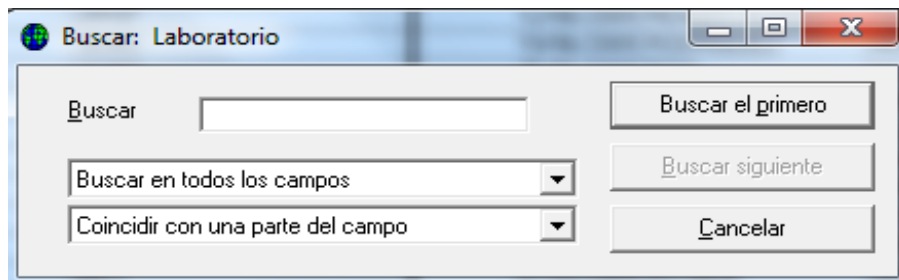 Buscar: Laboratorio
Buscar
Buscar el primero
Buscar en todos los campos
Buscar siguiente
Coincidir con una parte del campo
Cancelar